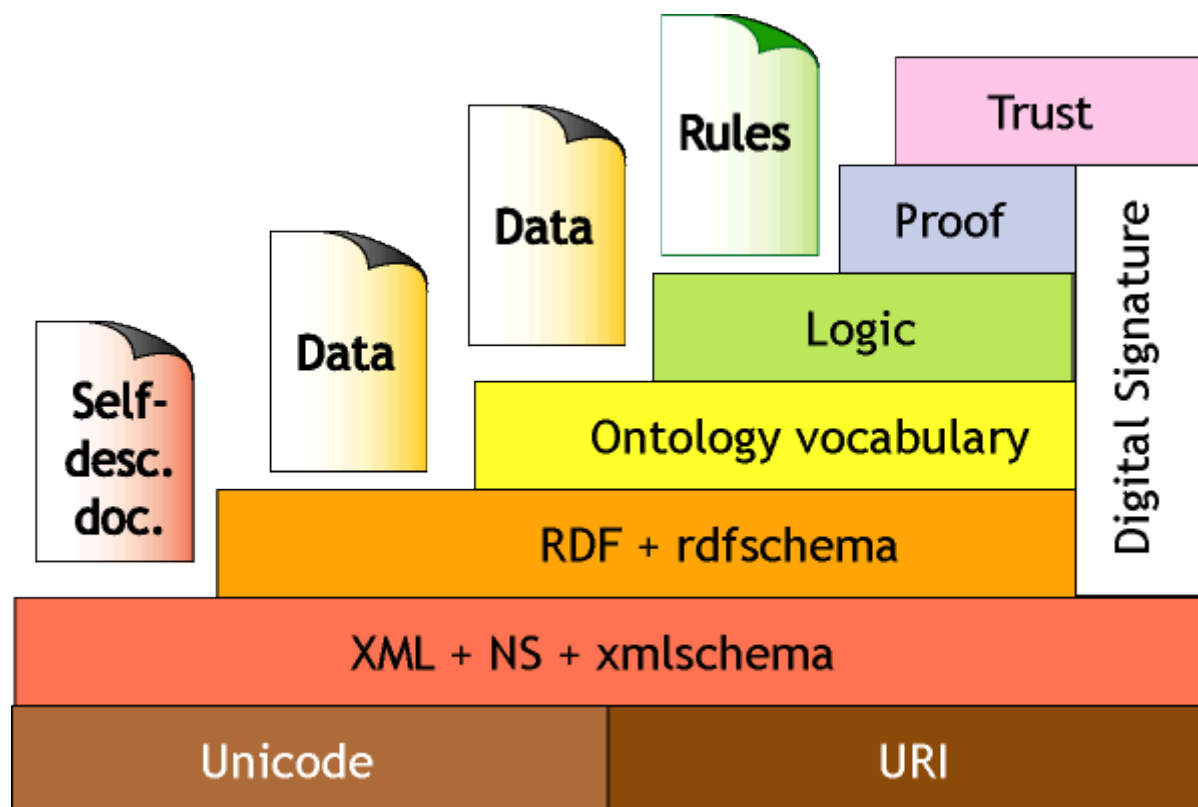 Rules
Trust
Data
Proof
Data
Logic
Self-
desc.
doc.
Ontology vocabulary
Digital Signature
RDF + rdfschema
XML + NS + xmlschema
Unicode
URI